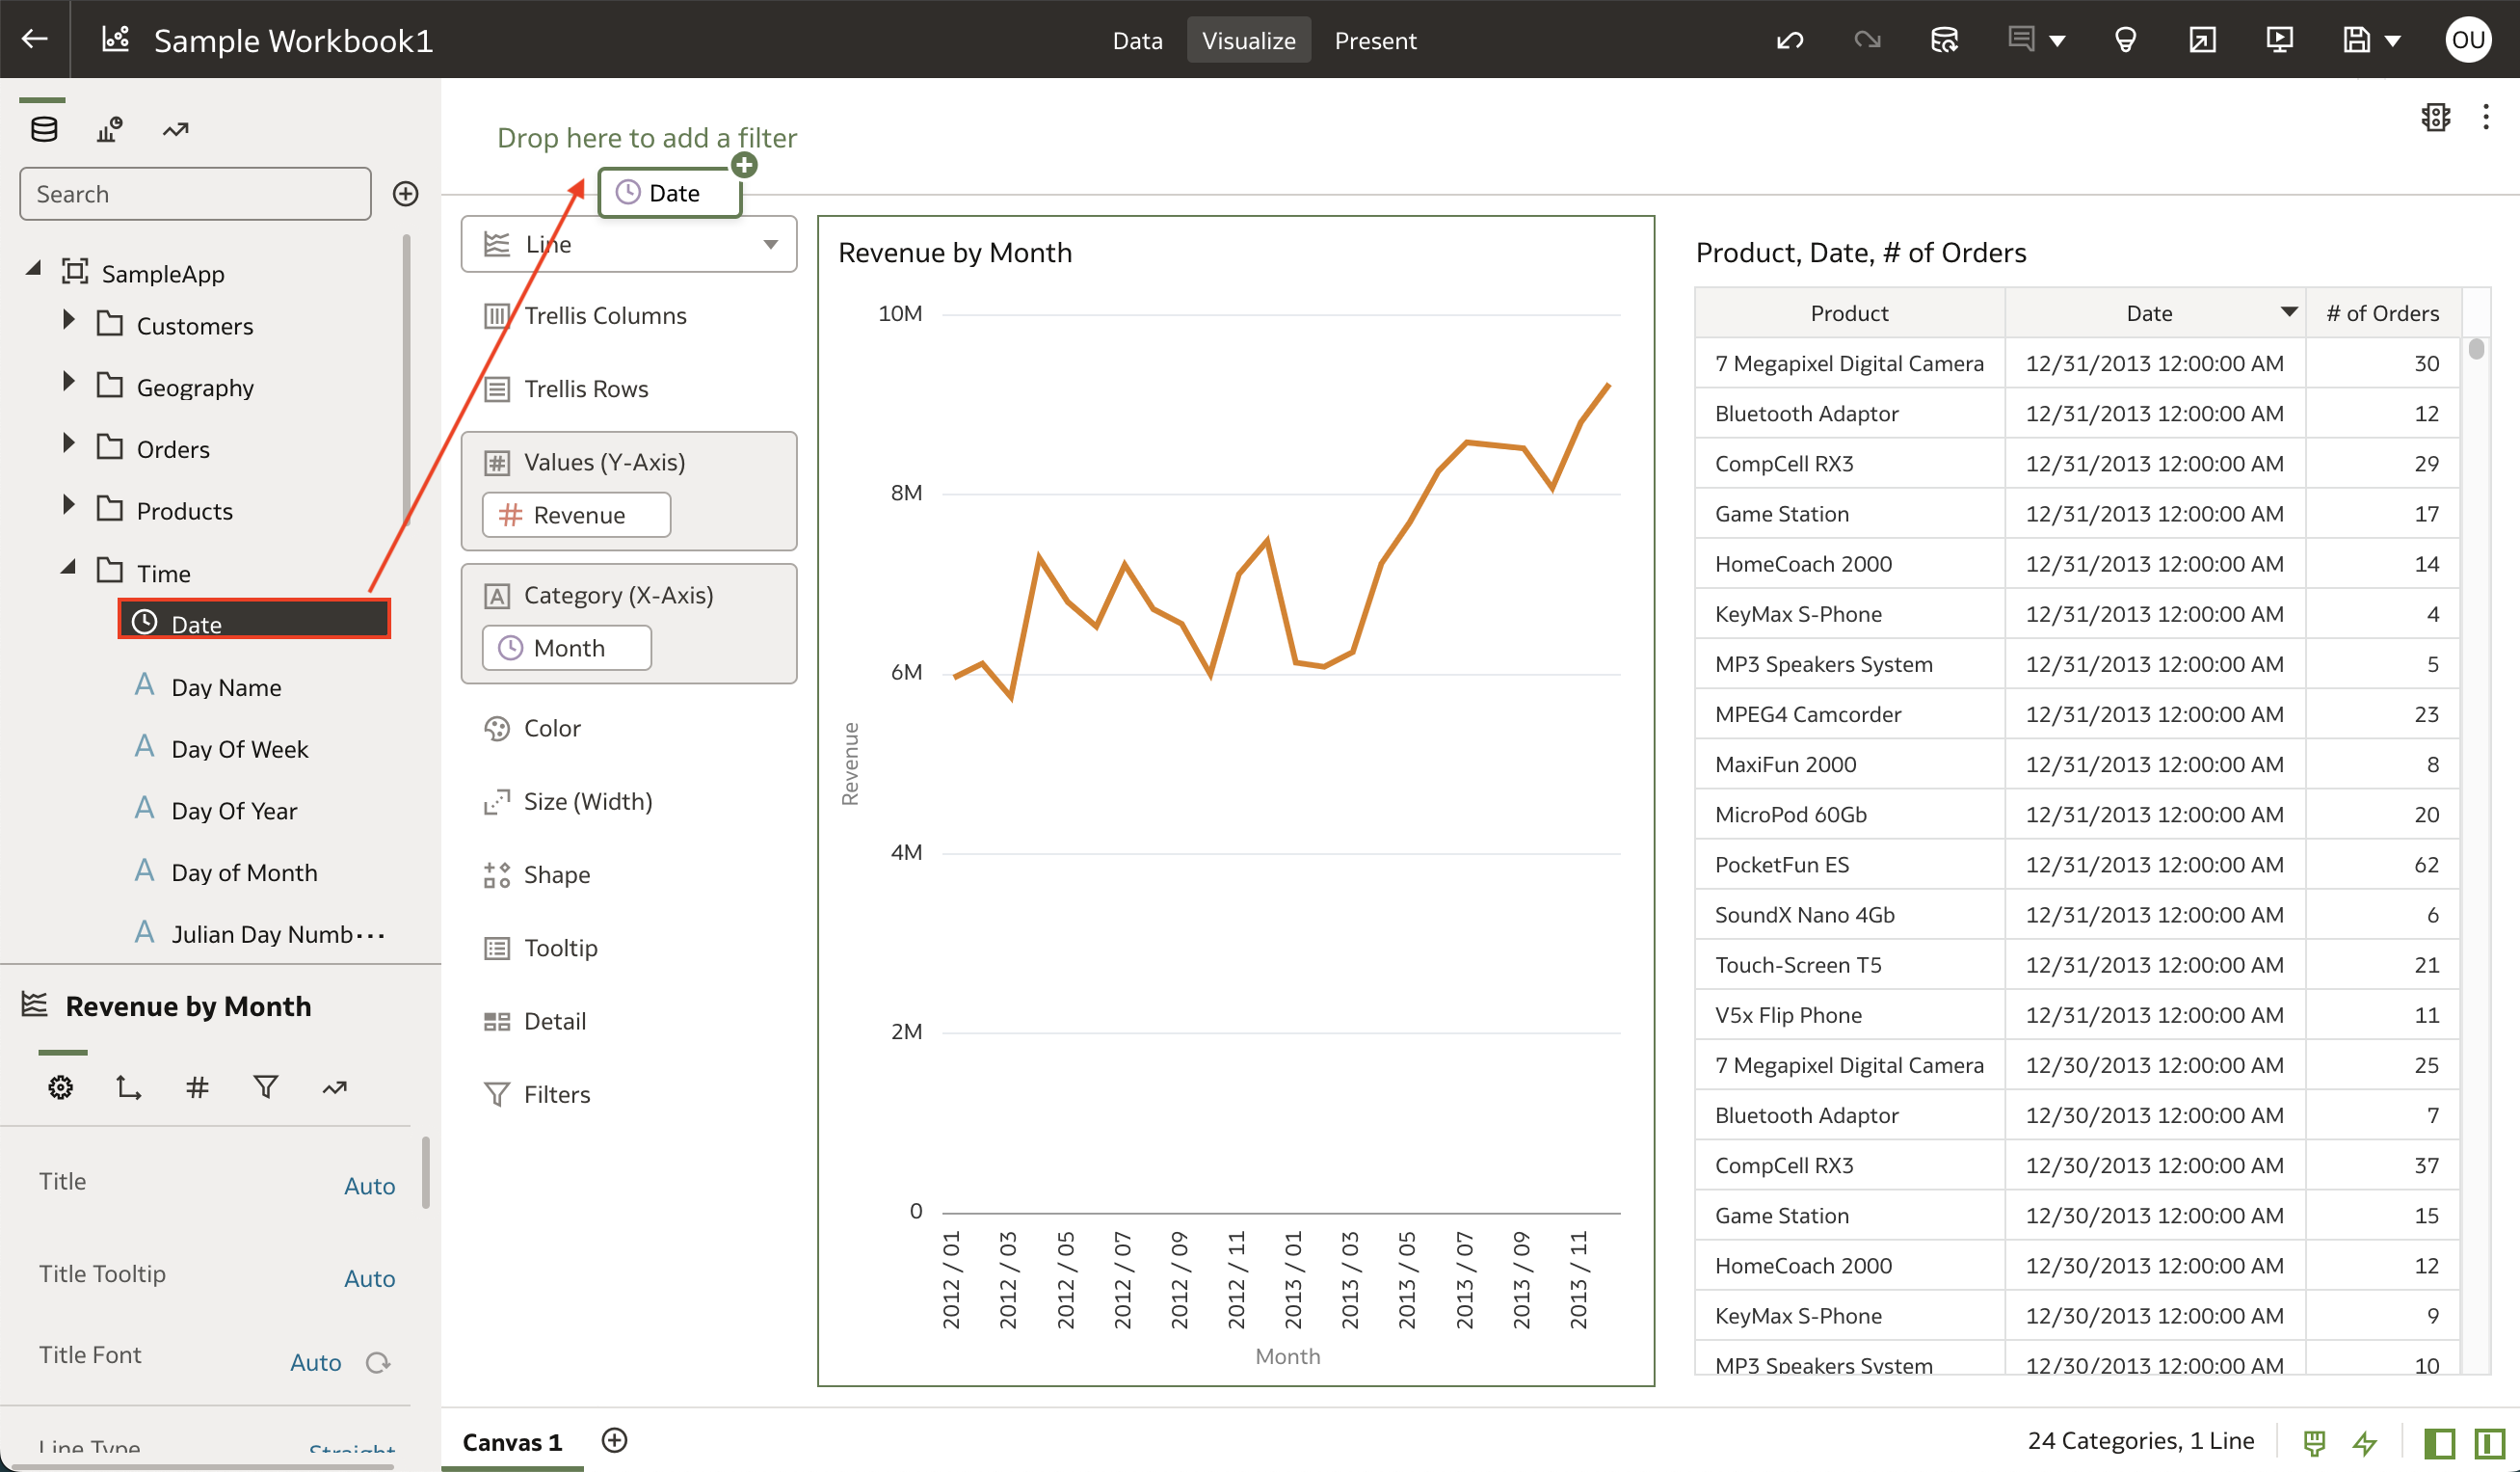 Sample Workbook1
Data
Visualize
Present
OU
Search
SampleApp
Customers
Geography
Orders
Products
Time
Date
Day Name
Day Of Week
Day Of Year
Day of Month
Julian Day Numb...
Revenue by Month
Title Auto
Title Tooltip Auto
Title Font Auto
Line Type Straight
Drop here to add a filter
Date
Line
Trellis Columns
Trellis Rows
Values (Y-Axis)
Revenue
Category (X-Axis)
Month
Color
Size (Width)
Shape
Tooltip
Detail
Filters
Revenue by Month
10M
8M
6M
4M
2M
0
Revenue
2012 / 01
2012 / 03
2012 / 05
2012 / 07
2012 / 09
2012 / 11
2013 / 01
2013 / 03
2013 / 05
2013 / 07
2013 / 09
2013 / 11
Month
Product, Date, # of Orders
Product Date # of Orders
7 Megapixel Digital Camera 12/31/2013 12:00:00 AM 30
Bluetooth Adaptor 12/31/2013 12:00:00 AM 12
CompCell RX3 12/31/2013 12:00:00 AM 29
Game Station 12/31/2013 12:00:00 AM 17
HomeCoach 2000 12/31/2013 12:00:00 AM 14
KeyMax S-Phone 12/31/2013 12:00:00 AM 4
MP3 Speakers System 12/31/2013 12:00:00 AM 5
MPEG4 Camcorder 12/31/2013 12:00:00 AM 23
MaxiFun 2000 12/31/2013 12:00:00 AM 8
MicroPod 60Gb 12/31/2013 12:00:00 AM 20
PocketFun ES 12/31/2013 12:00:00 AM 62
SoundX Nano 4Gb 12/31/2013 12:00:00 AM 6
Touch-Screen T5 12/31/2013 12:00:00 AM 21
V5x Flip Phone 12/31/2013 12:00:00 AM 11
7 Megapixel Digital Camera 12/30/2013 12:00:00 AM 25
Bluetooth Adaptor 12/30/2013 12:00:00 AM 7
CompCell RX3 12/30/2013 12:00:00 AM 37
Game Station 12/30/2013 12:00:00 AM 15
HomeCoach 2000 12/30/2013 12:00:00 AM 12
KeyMax S-Phone 12/30/2013 12:00:00 AM 9
MP3 Speakers System 12/30/2013 12:00:00 AM 10
Canvas 1
24 Categories, 1 Line